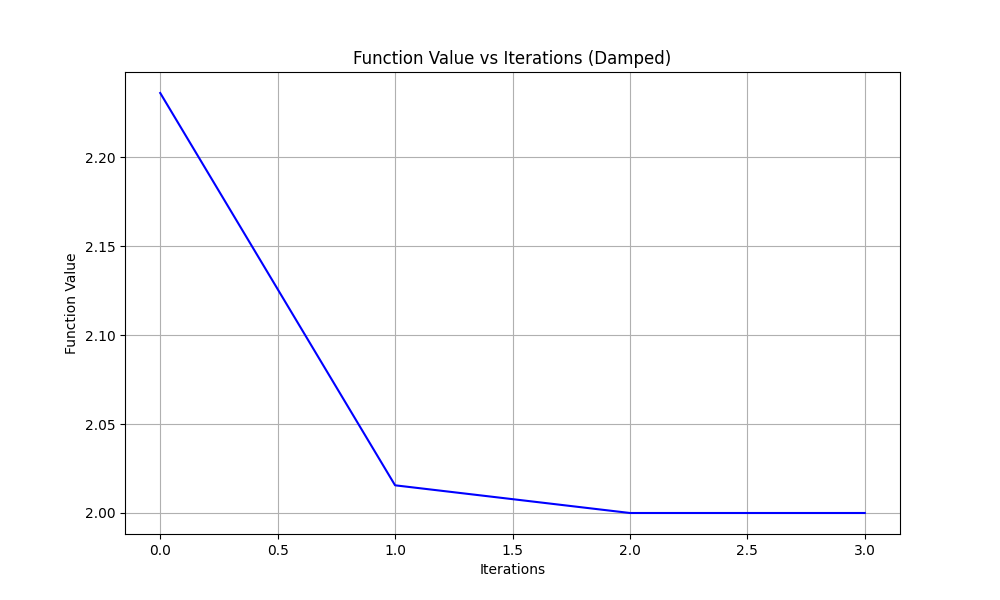 Function Value vs Iterations (Damped)
Function Value
2.20
2.15
2.10
2.05
2.00
0.0 0.5 1.0 1.5 2.0 2.5 3.0
Iterations